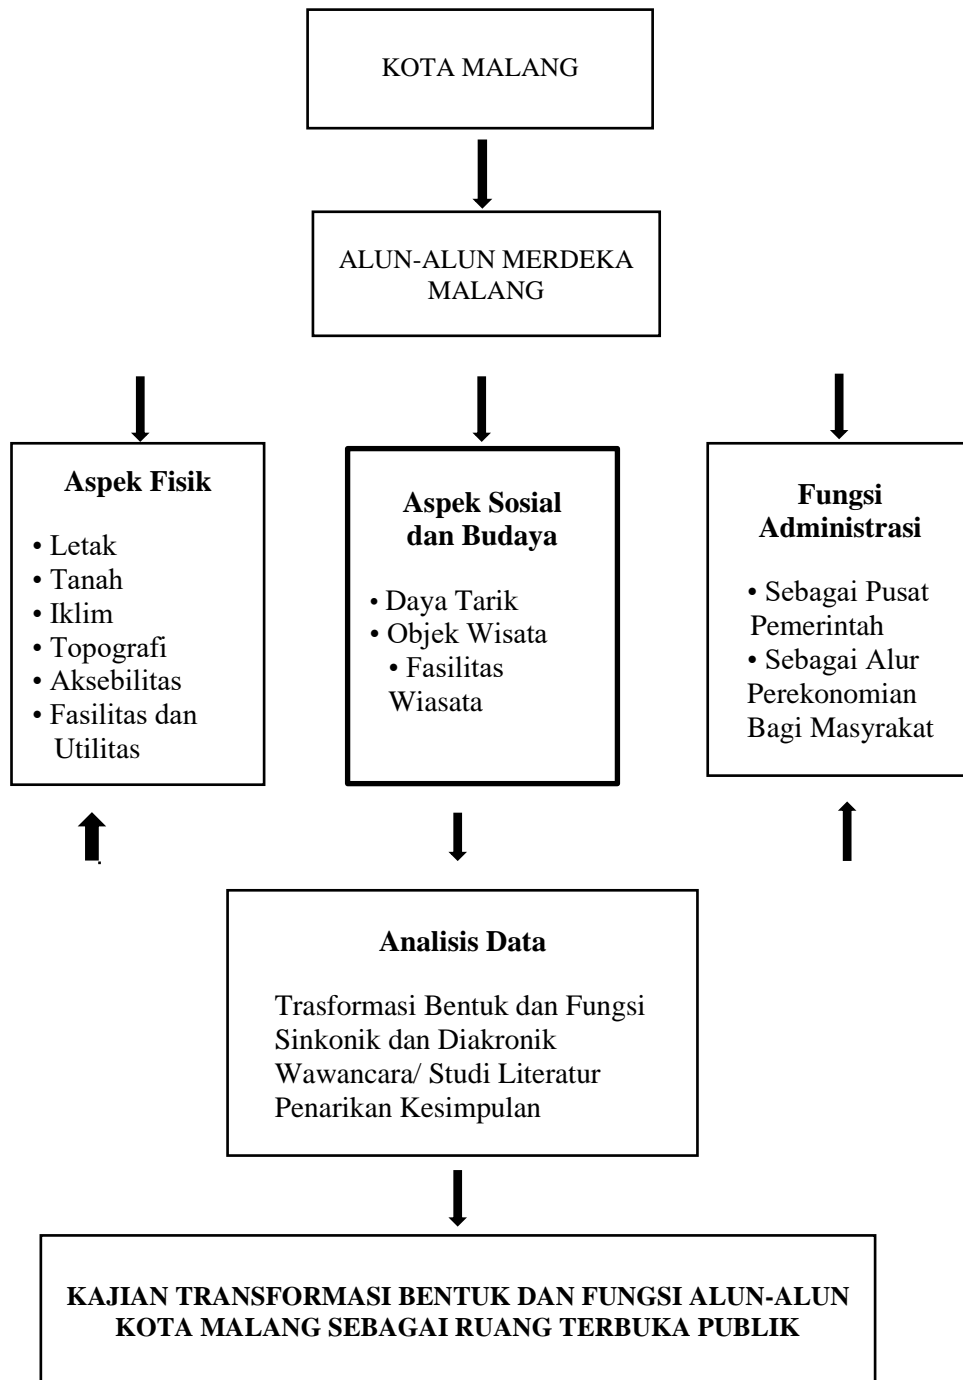 KOTA MALANG
ALUN-ALUN MERDEKA
MALANG
Aspek Fisik
• Letak
• Tanah
• Iklim
• Topografi
• Aksebilitas
• Fasilitas dan
Utilitas
Aspek Sosial
dan Budaya
• Daya Tarik
• Objek Wisata
• Fasilitas
Wiasata
Fungsi
Administrasi
• Sebagai Pusat
Pemerintah
• Sebagai Alur
Perekonomian
Bagi Masyrakat
Analisis Data
Trasformasi Bentuk dan Fungsi
Sinkonik dan Diakronik
Wawancara/ Studi Literatur
Penarikan Kesimpulan
KAJIAN TRANSFORMASI BENTUK DAN FUNGSI ALUN-ALUN
KOTA MALANG SEBAGAI RUANG TERBUKA PUBLIK